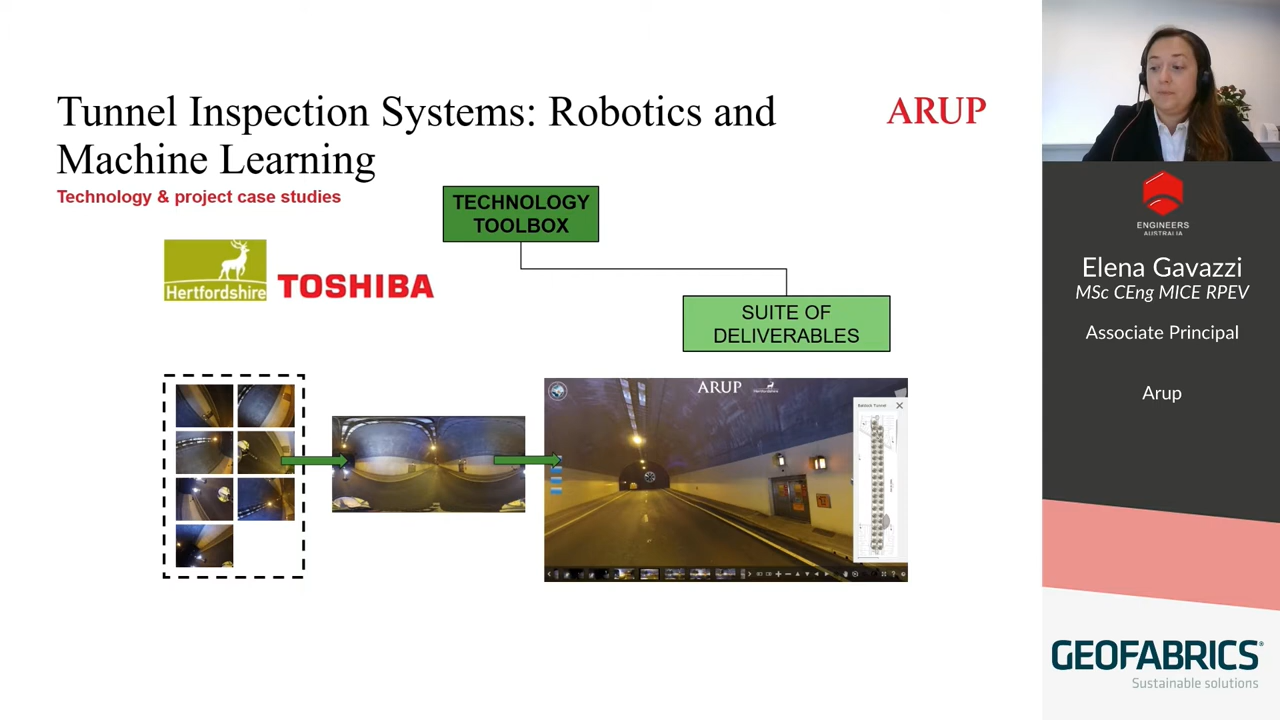 Tunnel Inspection Systems: Robotics and
Machine Learning
ARUP
Technology & project case studies
TECHNOLOGY
TOOLBOX
Hertfordshire
TOSHIBA
SUITE OF
DELIVERABLES
ARUP
ENGINEERS
AUSTRALIA
Elena Gavazzi
MSc CEng MICE RPEV
Associate Principal
Arup
GEOFABRICS
Sustainable solutions